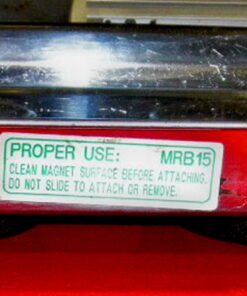 PROPER USE: MRB15
CLEAN MAGNET SURFACE BEFORE ATTACHING.
DO NOT SLIDE TO ATTACH OR REMOVE.